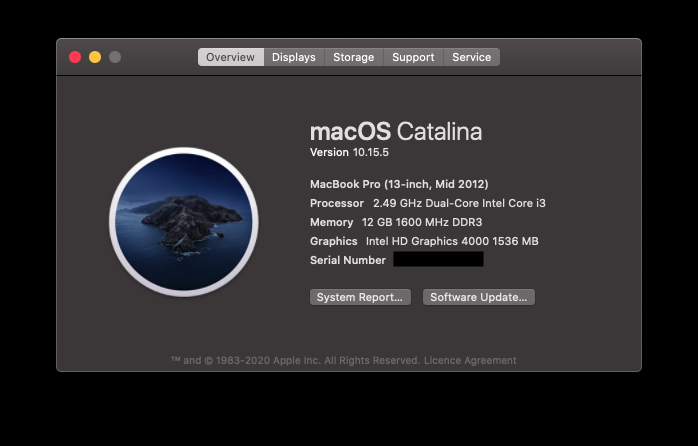 Overview Displays Storage Support Service
macOS Catalina
Version 10.15.5
MacBook Pro (13-inch, Mid 2012)
Processor 2.49 GHz Dual-Core Intel Core i3
Memory 12 GB 1600 MHz DDR3
Graphics Intel HD Graphics 4000 1536 MB
Serial Number
System Report... Software Update...
™ and © 1983-2020 Apple Inc. All Rights Reserved. Licence Agreement